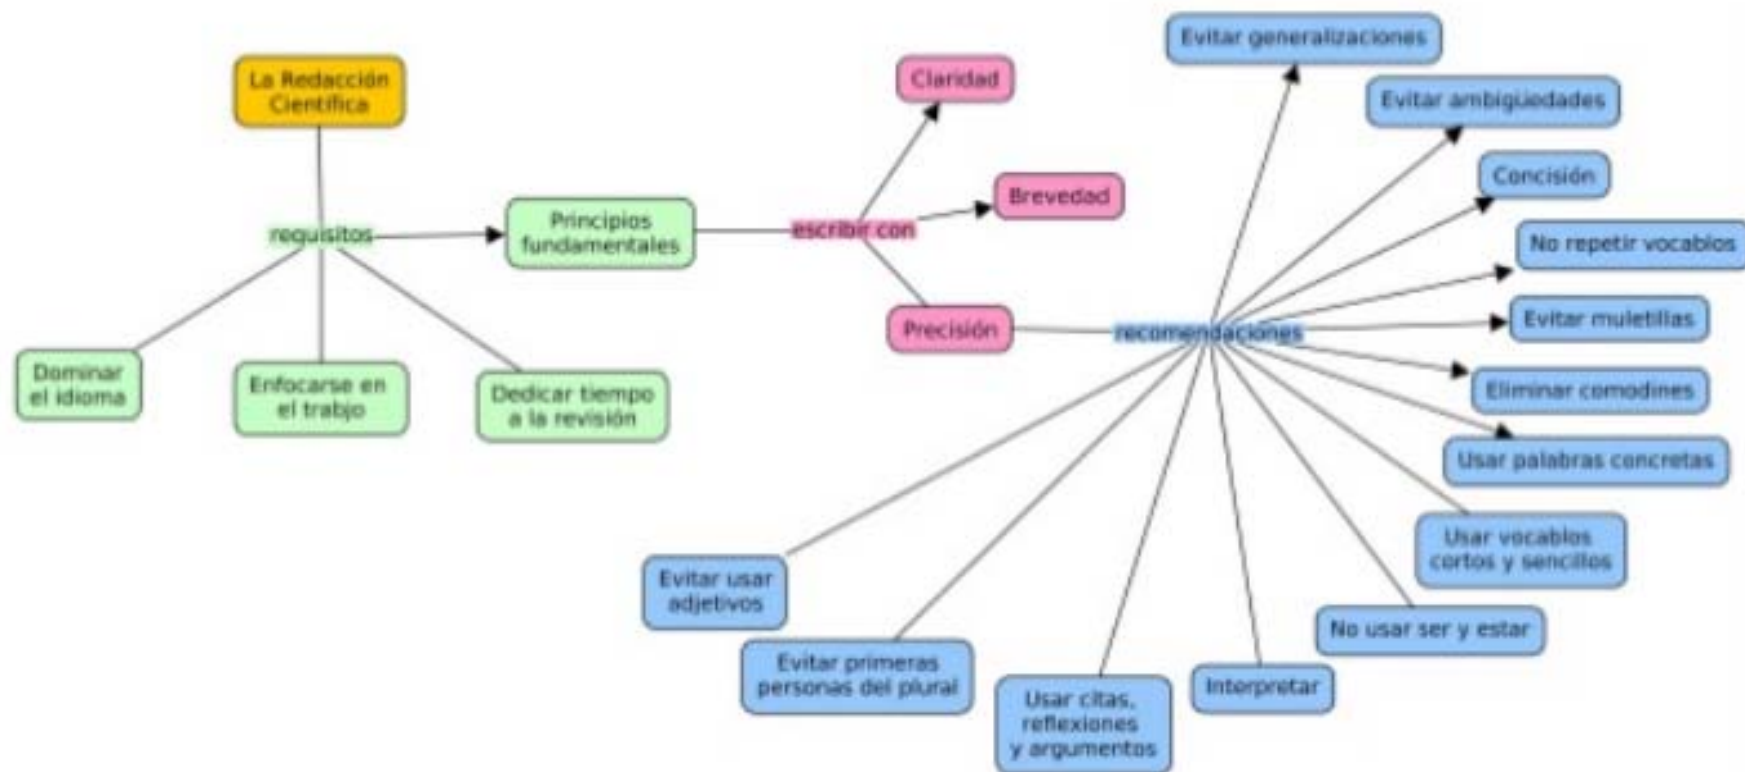 La Redacción
Científica
requisitos
Dominar
el idioma
Enfocarse en
el trabjo
Dedicar tiempo
a la revisión
Principios
fundamentales
escribir con
Claridad
Brevedad
Precisión
recomendaciones
Evitar generalizaciones
Evitar ambigüedades
Concisión
No repetir vocablos
Evitar muletillas
Eliminar comodines
Usar palabras concretas
Usar vocablos
cortos y sencillos
No usar ser y estar
Interpretar
Usar citas,
reflexiones
y argumentos
Evitar primeras
personas del plural
Evitar usar
adjetivos